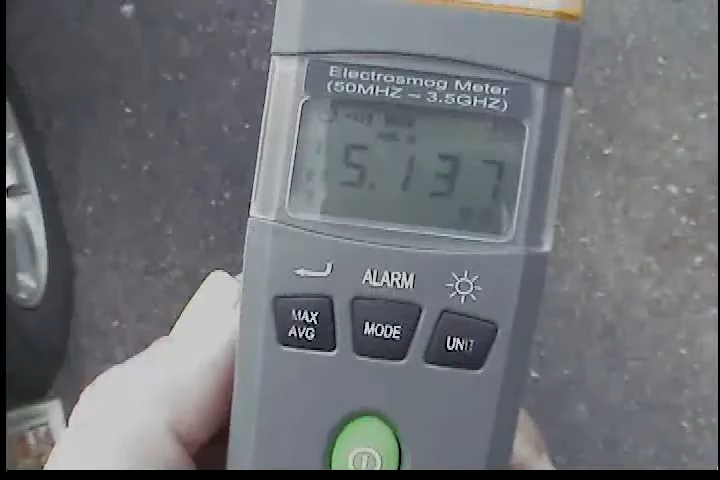 Electrosmog Meter
(50MHZ ~ 3.5GHZ)
5.137
ALARM
MAX AVG
MODE
UNIT